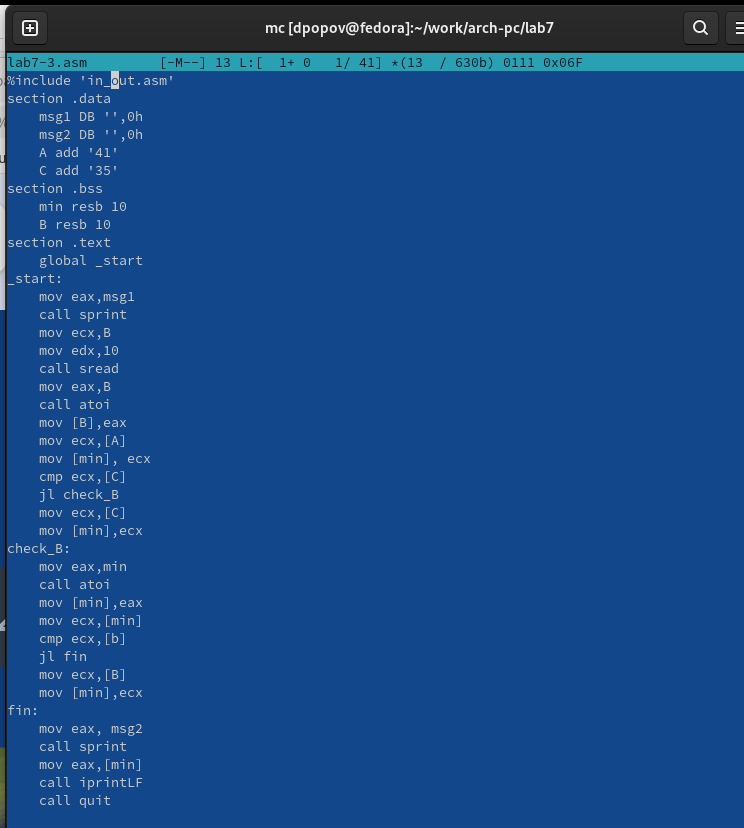 mc [dpopov@fedora]:~/work/arch-pc/lab7
lab7-3.asm         [-M--] 13 L:[  1+ 0   1/ 41] *(13  / 630b) 0111 0x06F
%include 'in_out.asm'
section .data
    msg1 DB '',0h
    msg2 DB '',0h
    A add '41'
    C add '35'
section .bss
    min resb 10
    B resb 10
section .text
    global _start
_start:
    mov eax,msg1
    call sprint
    mov ecx,B
    mov edx,10
    call sread
    mov eax,B
    call atoi
    mov [B],eax
    mov ecx,[A]
    mov [min], ecx
    cmp ecx,[C]
    jl check_B
    mov ecx,[C]
    mov [min],ecx
check_B:
    mov eax,min
    call atoi
    mov [min],eax
    mov ecx,[min]
    cmp ecx,[b]
    jl fin
    mov ecx,[B]
    mov [min],ecx
fin:
    mov eax, msg2
    call sprint
    mov eax,[min]
    call iprintLF
    call quit